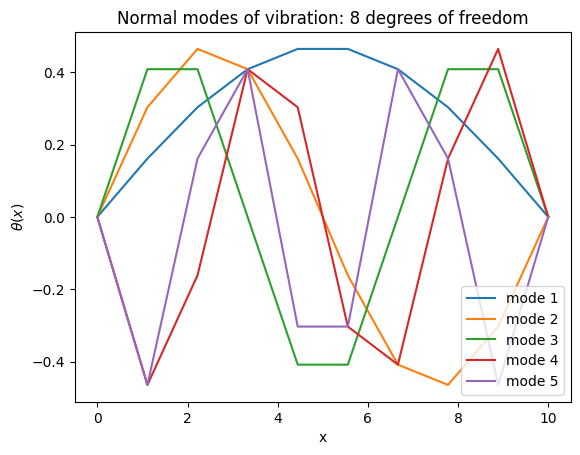 Normal modes of vibration: 8 degrees of freedom
0.4
0.2
0.0
−0.2
−0.4
θ(x)
0
2
4
6
8
10
x
mode 1
mode 2
mode 3
mode 4
mode 5